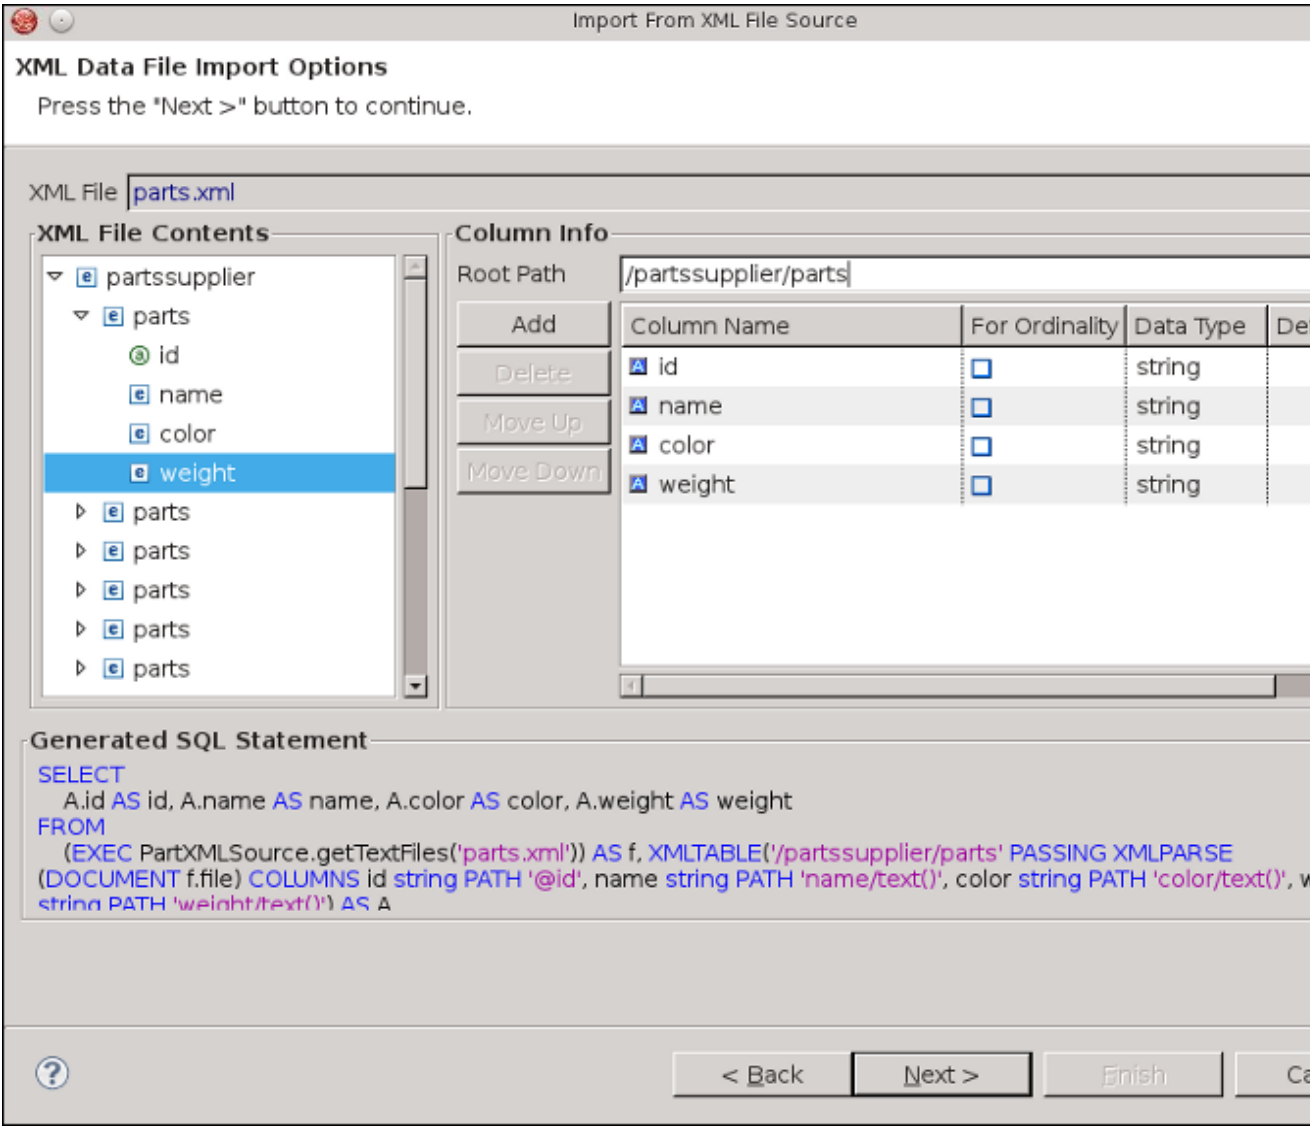 Import From XML File Source
XML Data File Import Options
Press the "Next >" button to continue.
XML File parts.xml
XML File Contents
partssupplier
parts
id
name
color
weight
parts
parts
parts
parts
parts
Column Info
Root Path /partssupplier/parts
Add
Delete
Move Up
Move Down
Column Name For Ordinality Data Type
id string
name string
color string
weight string
Generated SQL Statement
SELECT
A.id AS id, A.name AS name, A.color AS color, A.weight AS weight
FROM
(EXEC PartXMLSource.getTextFiles('parts.xml')) AS f, XMLTABLE('/partssupplier/parts' PASSING XMLPARSE
(DOCUMENT f.file) COLUMNS id string PATH '@id', name string PATH 'name/text()', color string PATH 'color/text()',
string PATH 'weight/text()') AS A
< Back Next > Finish